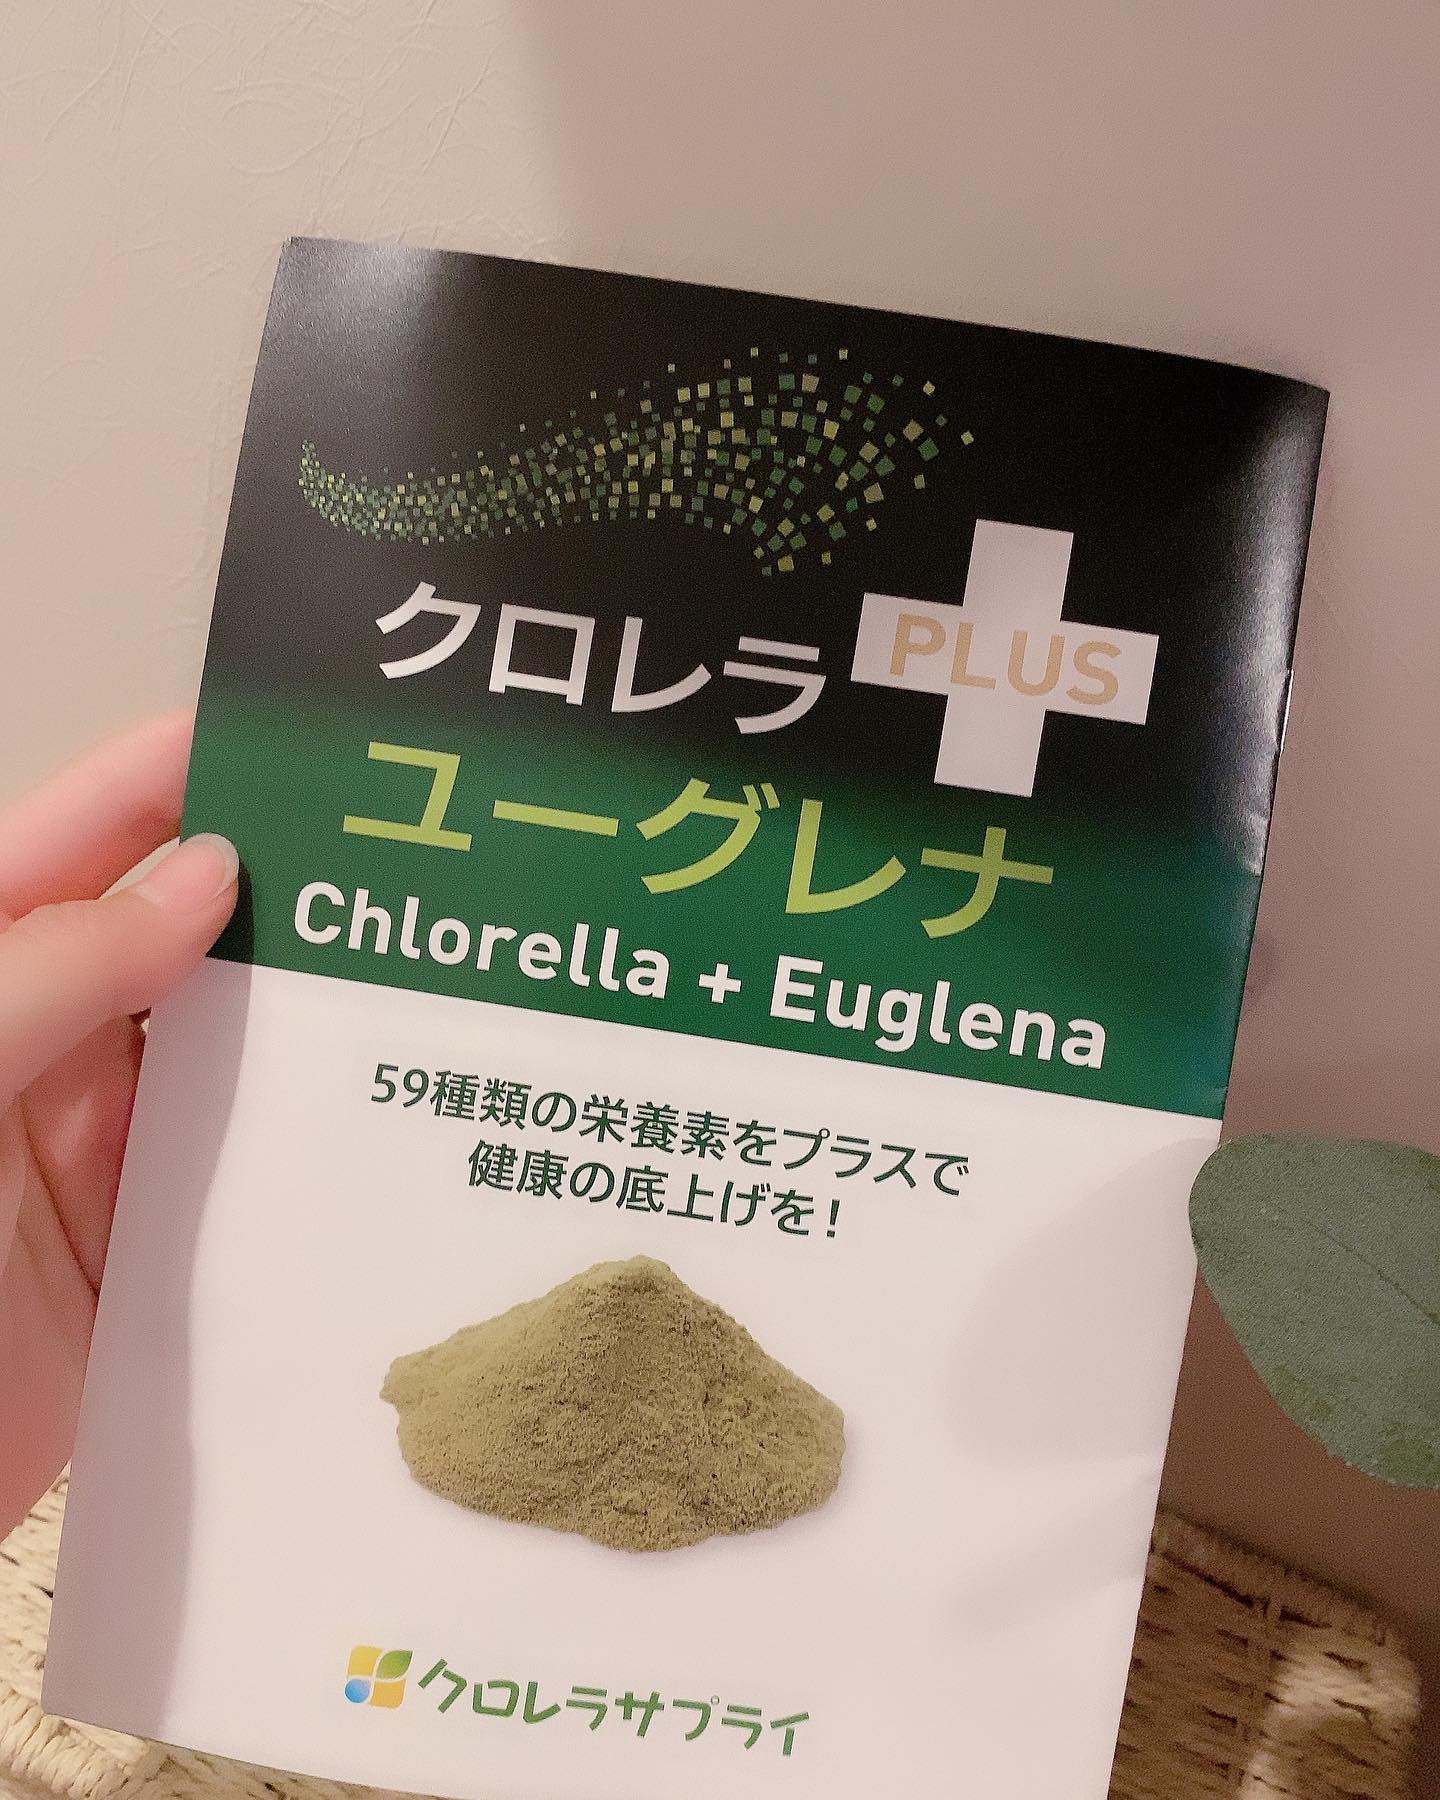 クロレラ
PLUS
ユーグレナ
Chlorella + Euglena
59種類の栄養素をプラスで
健康の底上げを!
クロレラサプライ